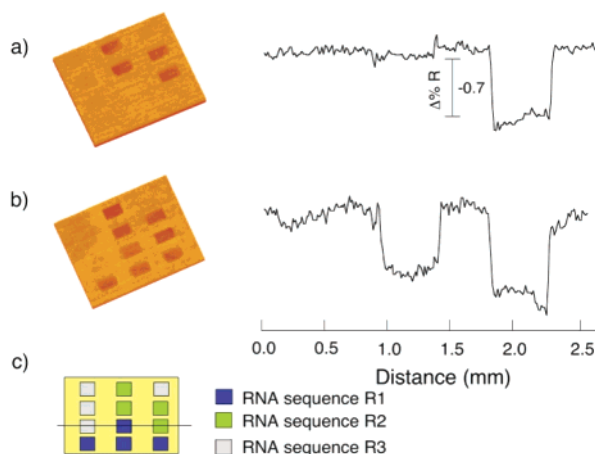 a)
Δ% R
-0.7
b)
0.0 0.5 1.0 1.5 2.0 2.5
Distance (mm)
c)
RNA sequence R1
RNA sequence R2
RNA sequence R3